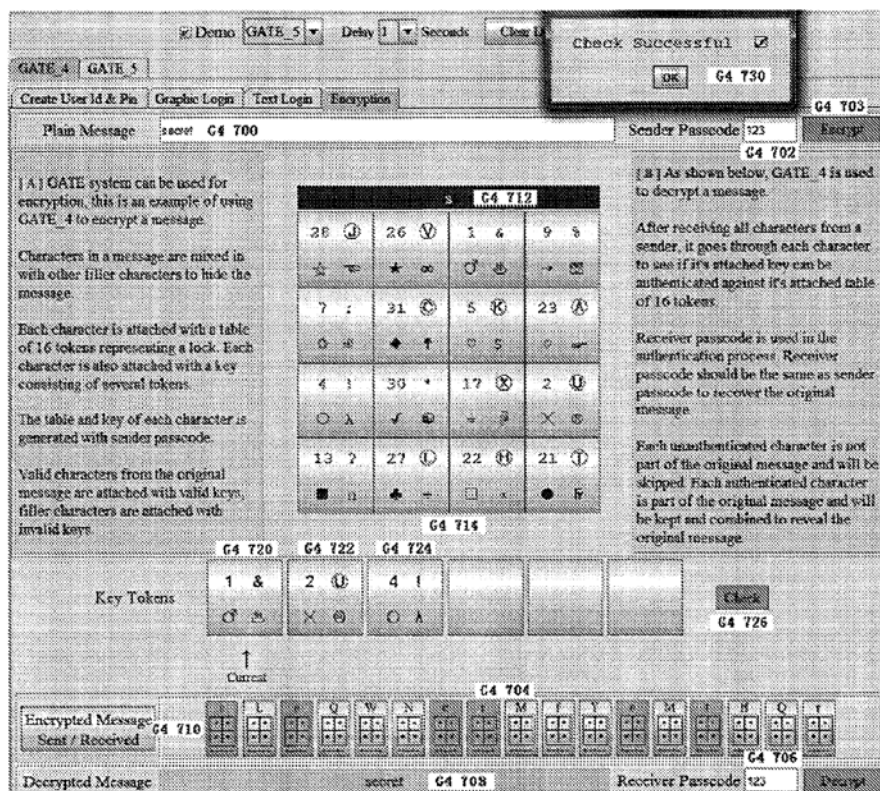 Demo GATE_5 Delay 1 Seconds Clear D
Check Successful
OK G4 730
GATE_4 GATE_5
Create User Id & Pin Graphic Login Text Login Encryption
G4 703
Plain Message secret G4 700 Sender Passcode 123 Encrypt
G4 702
[ A ] GATE system can be used for
encryption, this is an example of using
GATE_4 to encrypt a message.
Characters in a message are mixed in
with other filler characters to hide the
message.
Each character is attached with a table
of 16 tokens representing a lock. Each
character is also attached with a key
consisting of several tokens.
The table and key of each character is
generated with sender passcode.
Valid characters from the original
message are attached with valid keys,
filler characters are attached with
invalid keys.
s G4 712
28 Ⓙ 26 Ⓥ 1 & 9 %
☆ ☜ ★ ∞ ♂ ♨ →
7 : 31 Ⓒ 5 Ⓚ 23 Ⓐ
◆ ↑ ♡ $
4 ! 30 * 17 Ⓧ 2 Ⓤ
○ λ √
13 ? 27 Ⓛ 22 Ⓗ 21 Ⓣ
■ Ω ♣ ÷ □ ●
G4 714
[ B ] As shown below, GATE_4 is used
to decrypt a message.
After receiving all characters from a
sender, it goes through each character
to see if it's attached key can be
authenticated against it's attached table
of 16 tokens.
Receiver passcode is used in the
authentication process. Receiver
passcode should be the same as sender
passcode to recover the original
message.
Each unauthenticated character is not
part of the original message and will be
skipped. Each authenticated character
is part of the original message and will
be kept and combined to reveal the
original message.
G4 720 G4 722 G4 724
Key Tokens 1 & 2 Ⓤ 4 ! Check
♂ ♨ ○ λ
G4 726
↑
Current
G4 704
Encrypted Message
Sent / Received
G4 710
L e Q W N c r M f Y e M t H Q r
G4 706
Decrypted Message secret G4 708 Receiver Passcode 123 Decrypt